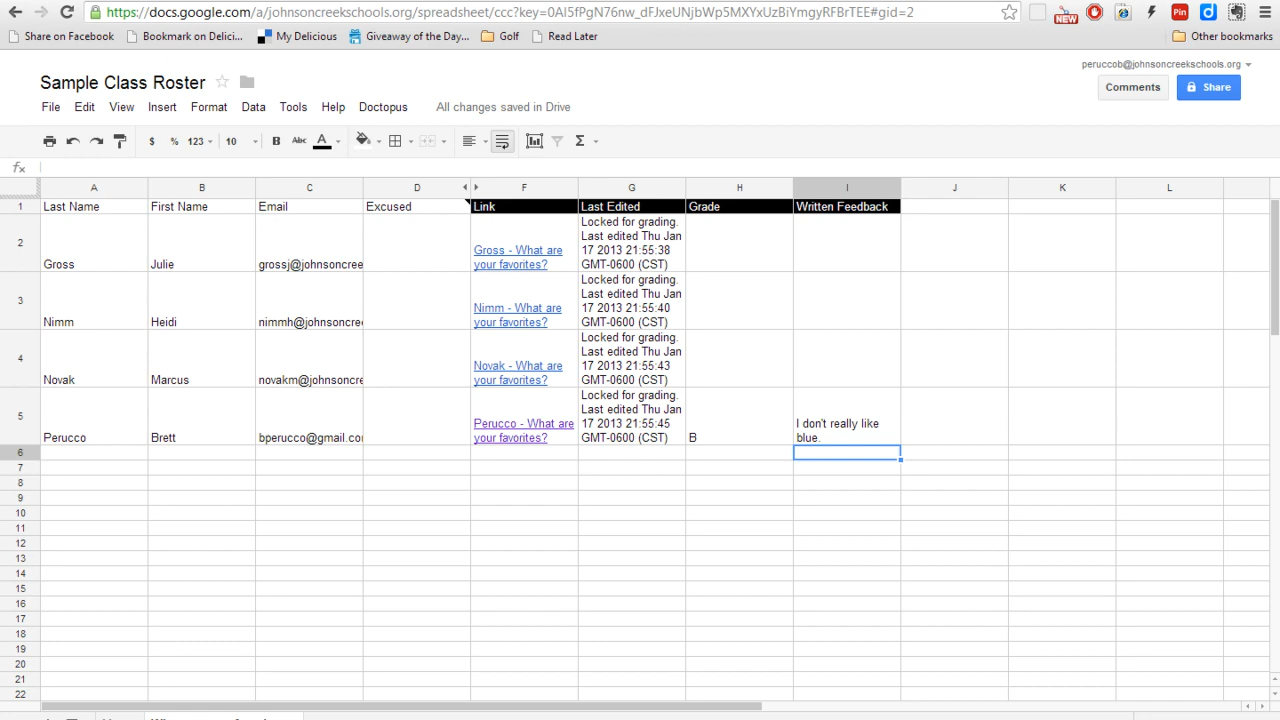 https://docs.google.com/a/johnsoncreekschools.org/spreadsheet/ccc?key=0AI5fPgN76nw_dFJxeUNjbWp5MXYxUzBiYmgyRFBrTEE#gid=2
NEW
Pin
Share on Facebook
Bookmark on Delici...
My Delicious
Giveaway of the Day...
Golf
Read Later
Other bookmarks
peruccob@johnsoncreekschools.org
Sample Class Roster
Comments
Share
File Edit View Insert Format Data Tools Help Doctopus All changes saved in Drive
$ % 123 10 B Abc A Σ
fx
A B C D F G H I J K L
1 Last Name First Name Email Excused Link Last Edited Grade Written Feedback
Locked for grading.
Last edited Thu Jan
2 Gross - What are 17 2013 21:55:38
Gross Julie grossj@johnsoncree your favorites? GMT-0600 (CST)
Locked for grading.
Last edited Thu Jan
3 Nimm - What are 17 2013 21:55:40
Nimm Heidi nimmh@johnsoncre your favorites? GMT-0600 (CST)
Locked for grading.
Last edited Thu Jan
4 Novak - What are 17 2013 21:55:43
Novak Marcus novakm@johnsoncre your favorites? GMT-0600 (CST)
Locked for grading.
Last edited Thu Jan
5 Perucco - What are 17 2013 21:55:45 I don't really like
Perucco Brett bperucco@gmail.co your favorites? GMT-0600 (CST) B blue.
6
7
8
9
10
11
12
13
14
15
16
17
18
19
20
21
22